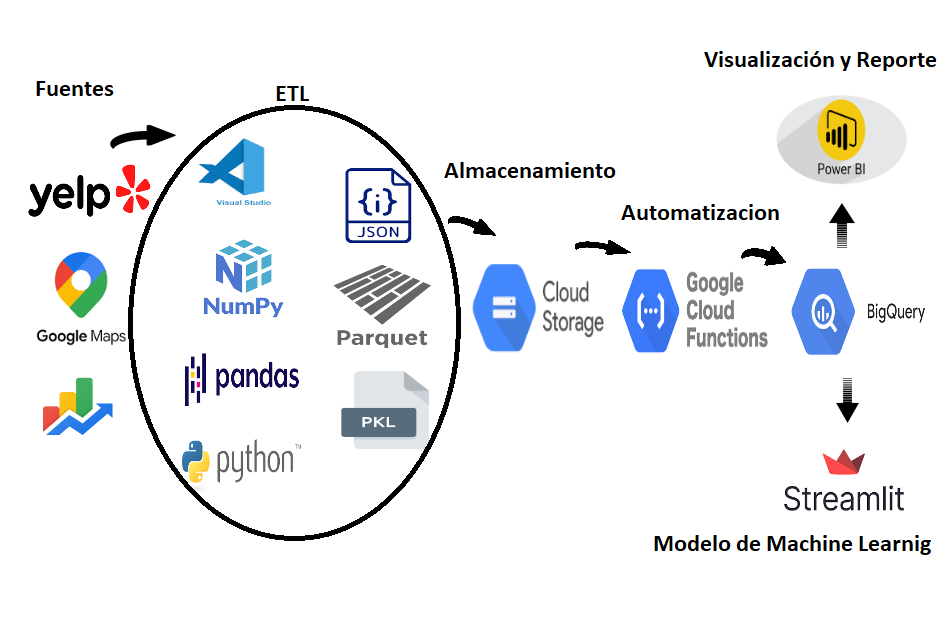 Visualización y Reporte
Fuentes
ETL
Power BI
yelp
Visual Studio
{i}
JSON
Almacenamiento
Automatizacion
NumPy
Google Maps
Parquet
Cloud
Storage
Google
Cloud
Functions
BigQuery
pandas
PKL
python™
Streamlit
Modelo de Machine Learnig